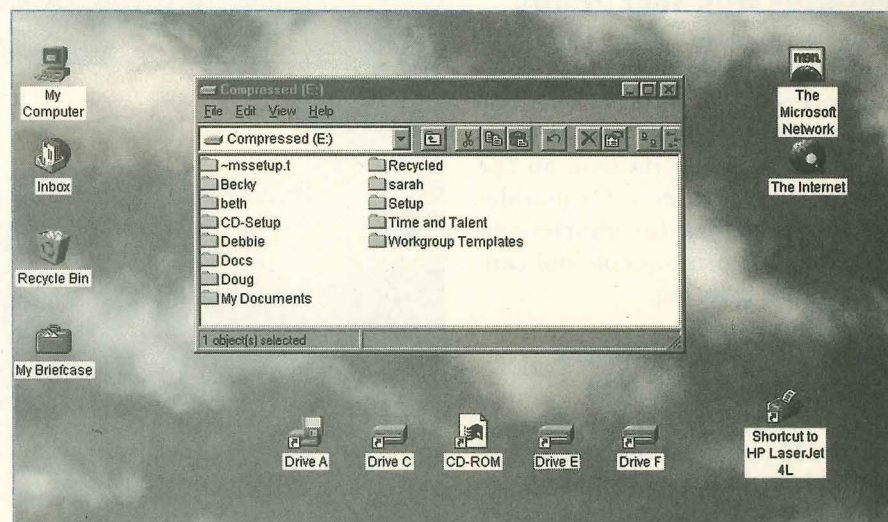 My
Computer
Inbox
Recycle Bin
My Briefcase
Compressed (E:)
File Edit View Help
Compressed (E:)
~mssetup.t
Becky
beth
CD-Setup
Debbie
Docs
Doug
My Documents
Recycled
sarah
Setup
Time and Talent
Workgroup Templates
1 object(s) selected
msn.
The
Microsoft
Network
The Internet
Drive A
Drive C
CD-ROM
Drive E
Drive F
Shortcut to
HP LaserJet
4L